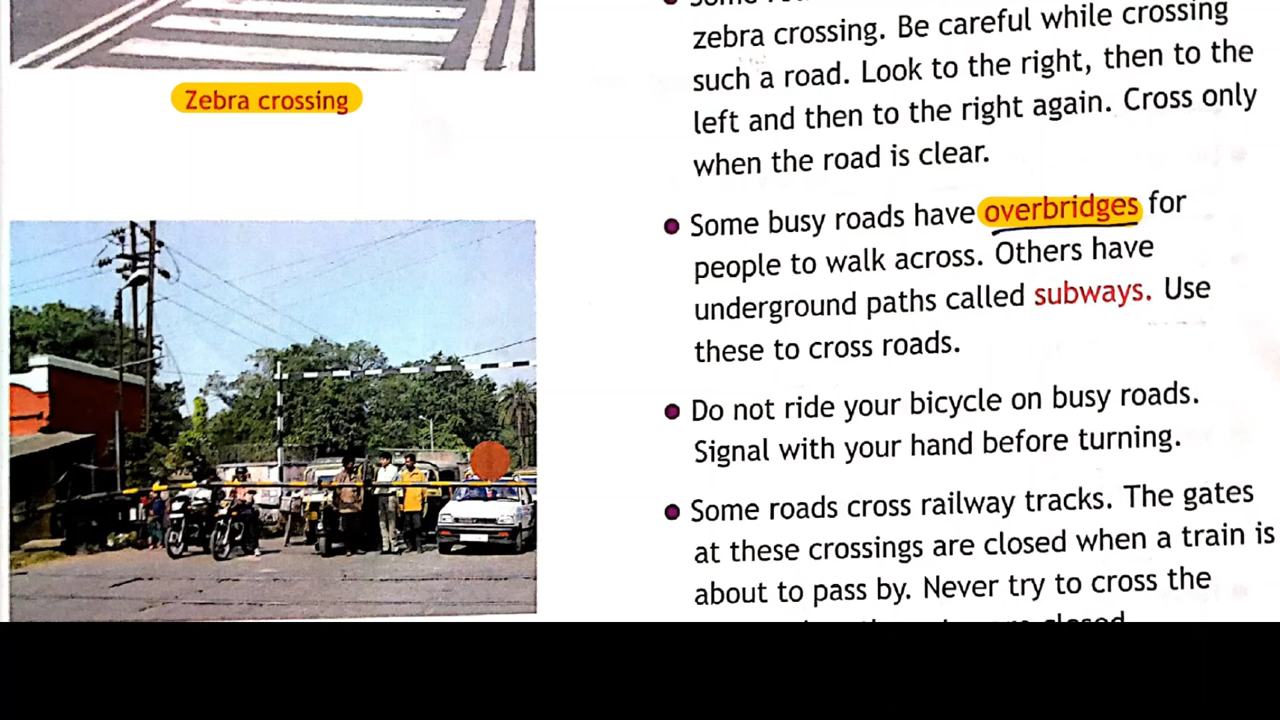 Zebra crossing
zebra crossing. Be careful while crossing
such a road. Look to the right, then to the
left and then to the right again. Cross only
when the road is clear.
Some busy roads have overbridges for
people to walk across. Others have
underground paths called subways. Use
these to cross roads.
Do not ride your bicycle on busy roads.
Signal with your hand before turning.
Some roads cross railway tracks. The gates
at these crossings are closed when a train is
about to pass by. Never try to cross the
closed